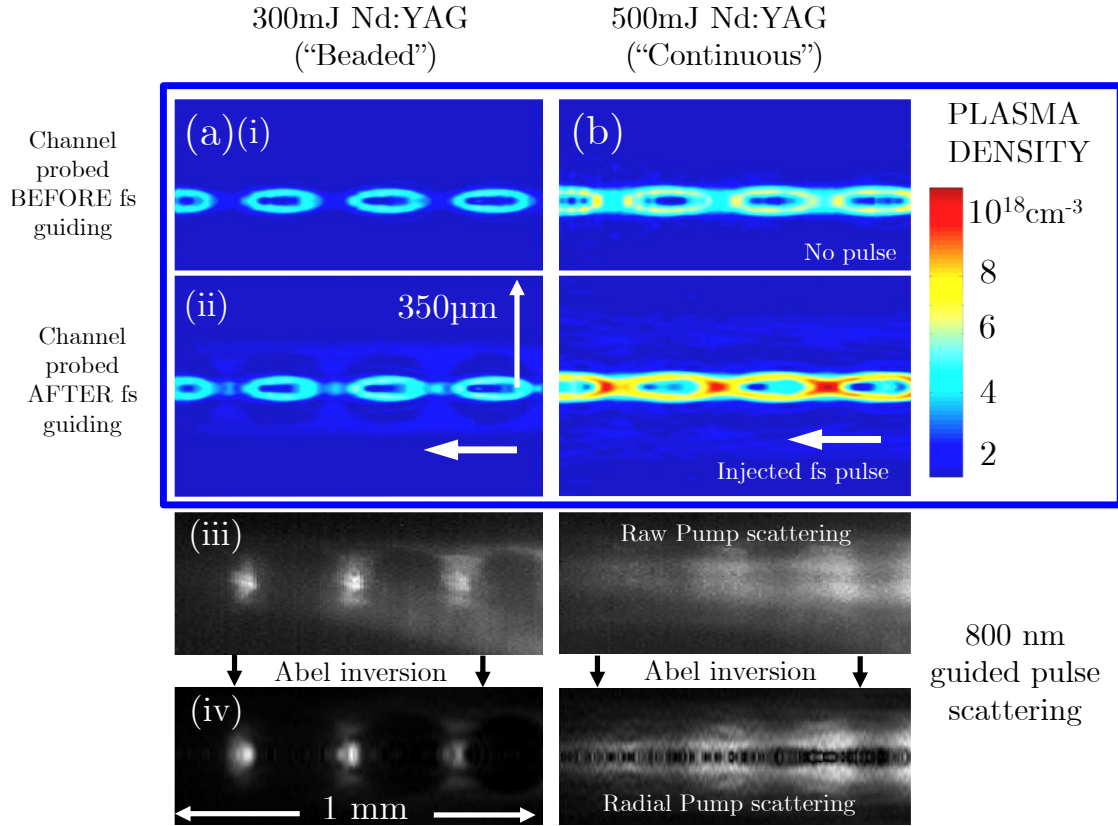 300mJ Nd:YAG
(“Beaded”)
500mJ Nd:YAG
(“Continuous”)
Channel
probed
BEFORE fs
guiding
(a)(i)
(b)
No pulse
PLASMA
DENSITY
10¹⁸cm⁻³
8
6
4
2
Channel
probed
AFTER fs
guiding
(ii)
350µm
Injected fs pulse
(iii)
Raw Pump scattering
Abel inversion
Abel inversion
(iv)
1 mm
Radial Pump scattering
800 nm
guided pulse
scattering